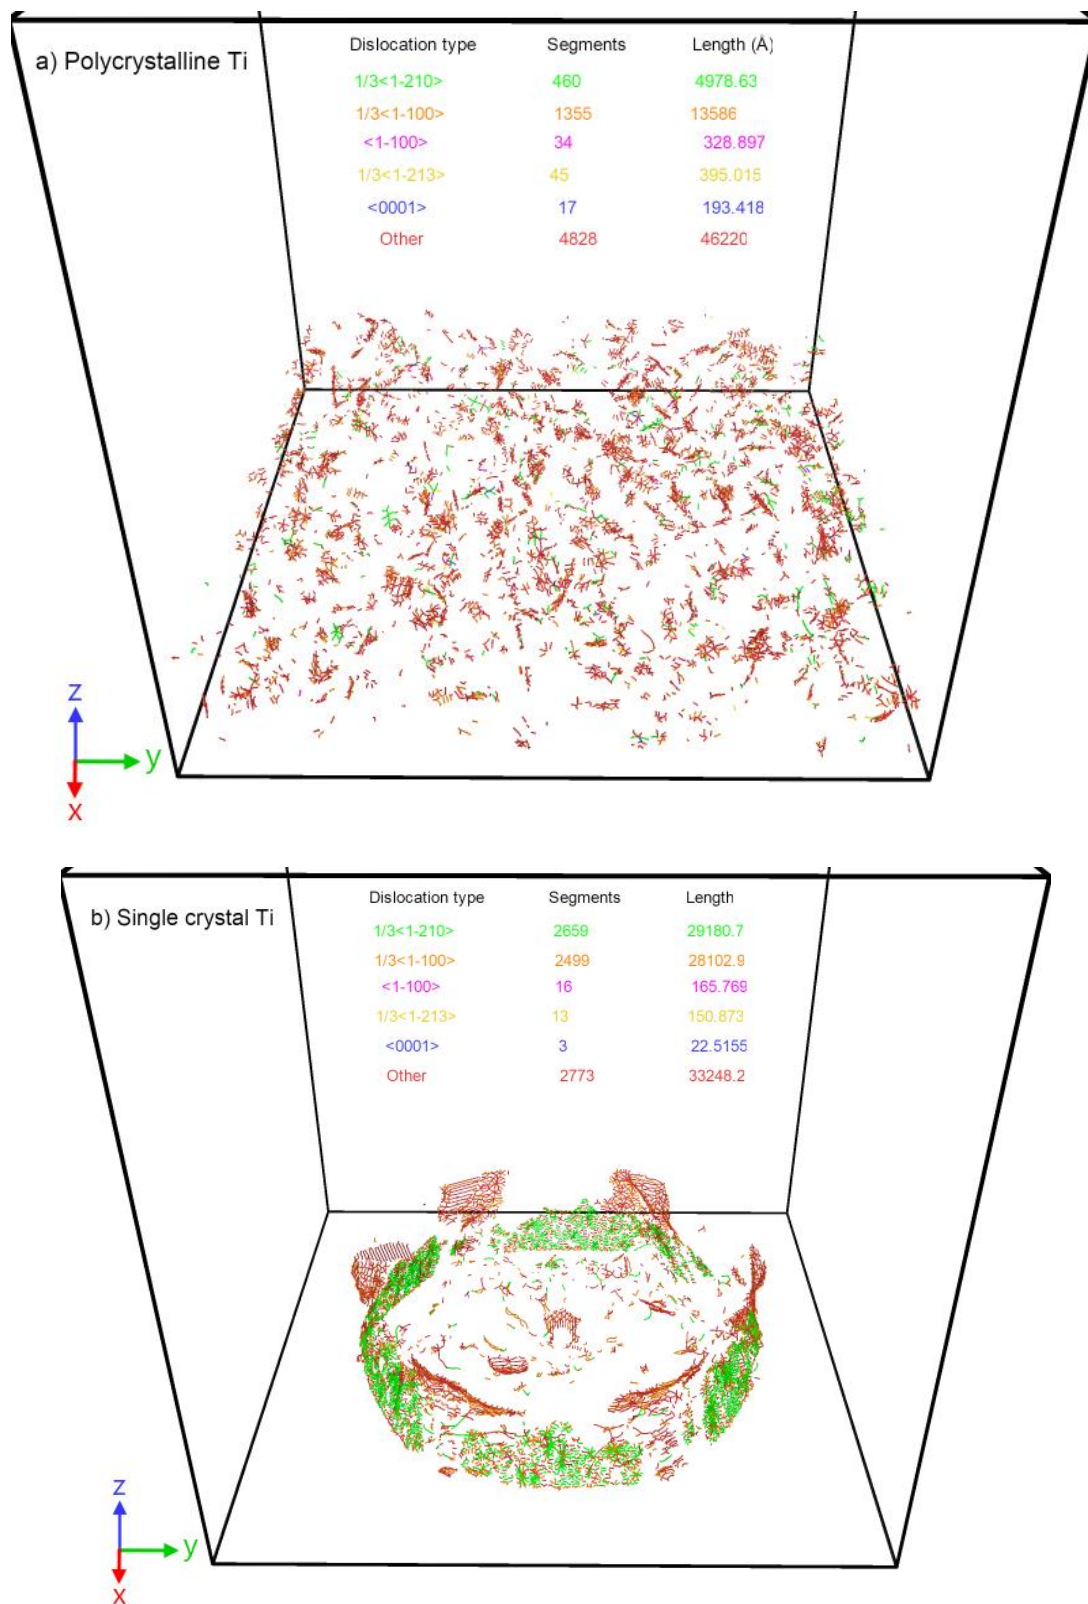 a) Polycrystalline Ti
Dislocation type Segments Length (Å)
1/3<1-210> 460 4978.63
1/3<1-100> 1355 13586
<1-100> 34 328.897
1/3<1-213> 45 395.015
<0001> 17 193.418
Other 4828 46220
z
y
x
b) Single crystal Ti
Dislocation type Segments Length
1/3<1-210> 2659 29180.7
1/3<1-100> 2499 28102.9
<1-100> 16 165.769
1/3<1-213> 13 150.873
<0001> 3 22.5155
Other 2773 33248.2
z
y
x